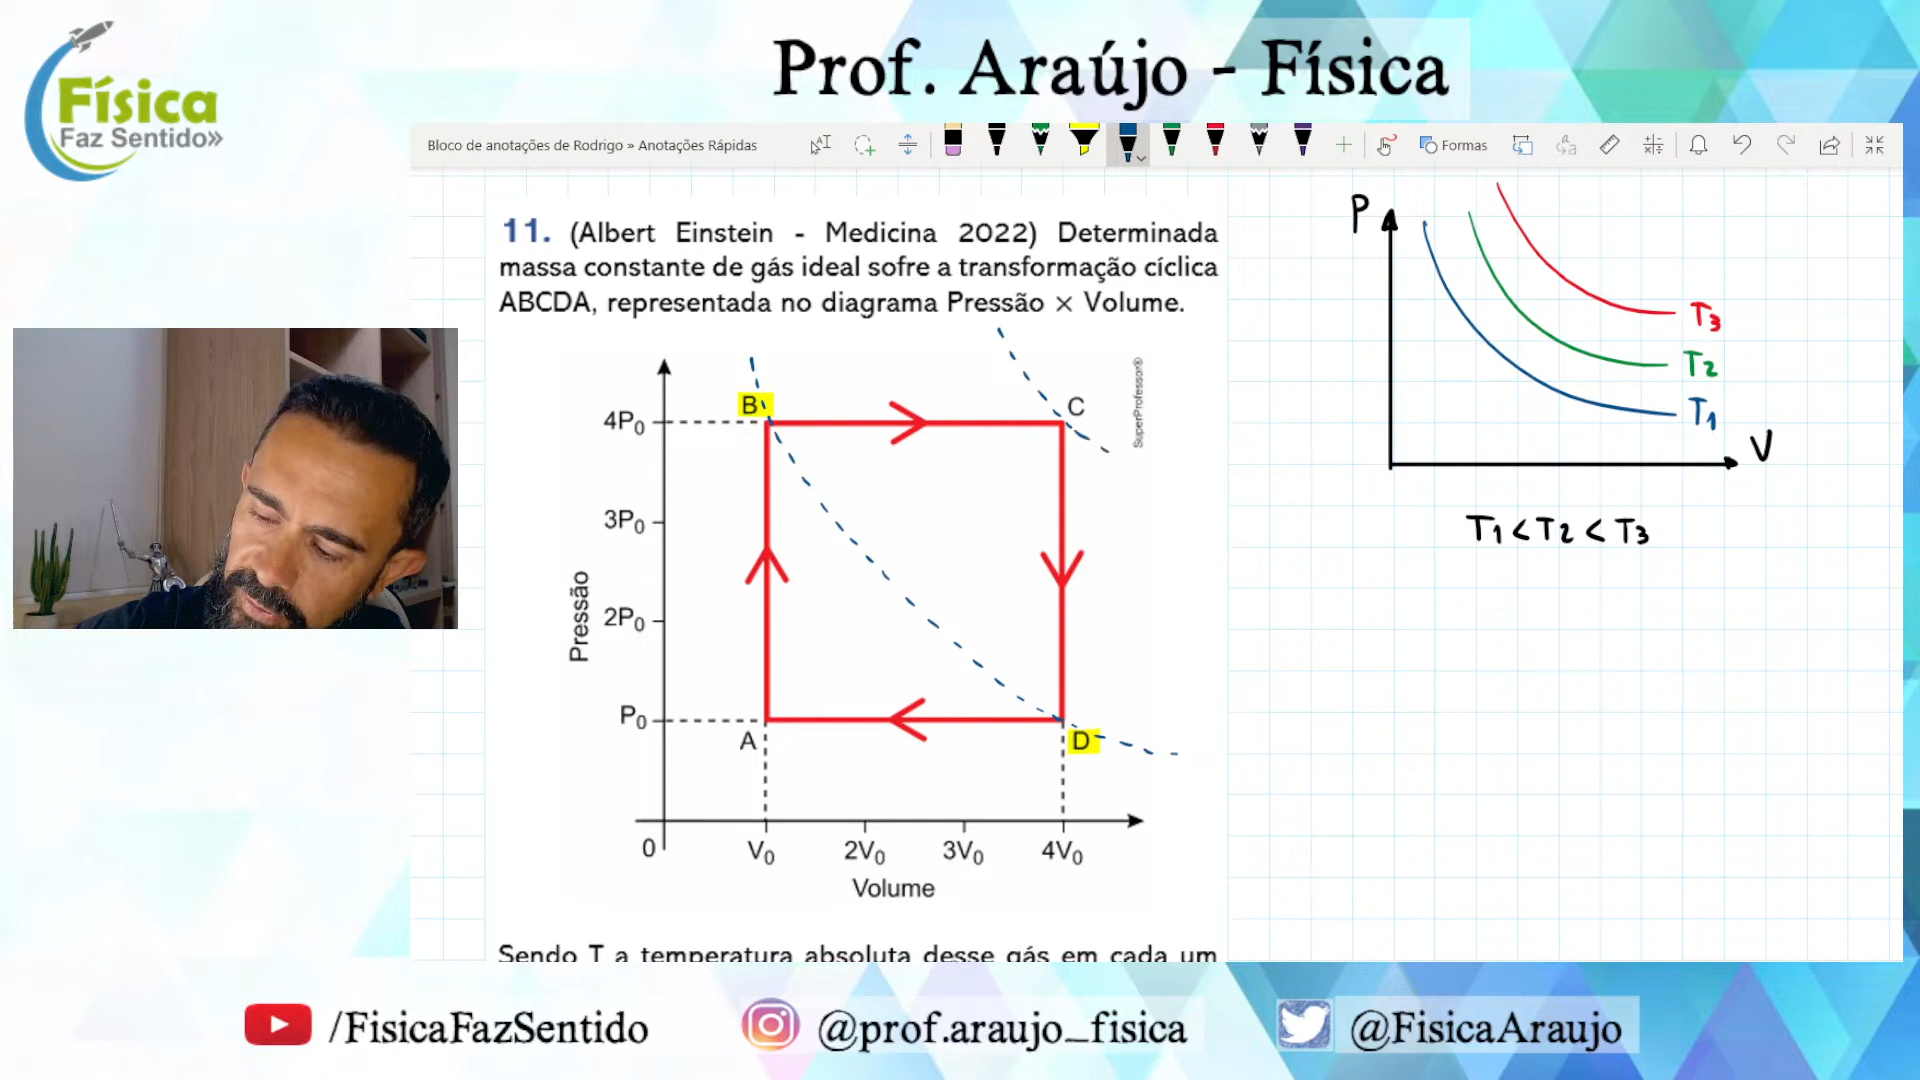 Prof. Araújo - Física
Física
Faz Sentido»
Bloco de anotações de Rodrigo » Anotações Rápidas
Formas
11. (Albert Einstein - Medicina 2022) Determinada
massa constante de gás ideal sofre a transformação cíclica
ABCDA, representada no diagrama Pressão × Volume.
SuperProfessor®
B
C
4P₀
3P₀
Pressão
2P₀
P₀
A
D
0
V₀ 2V₀ 3V₀ 4V₀
Volume
Sendo T a temperatura absoluta desse gás em cada um
P
T₃
T₂
T₁
V
T₁ < T₂ < T₃
/FisicaFazSentido
@prof.araujo_fisica
@FisicaAraujo